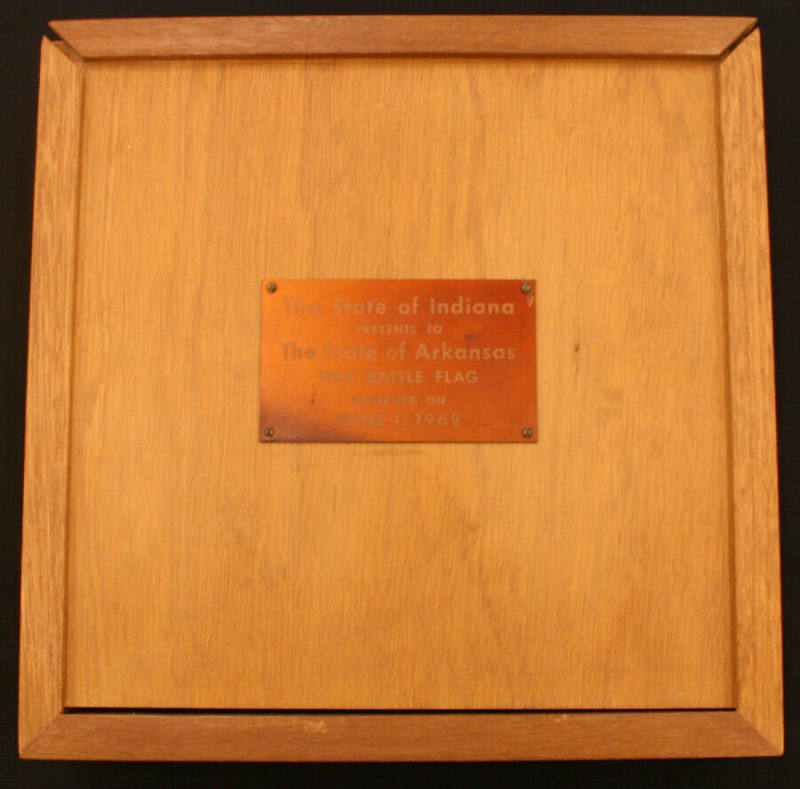 The State of Indiana
PRESENTS TO
The State of Arkansas
THIS BATTLE FLAG
RETURNED ON
JUNE 1, 1962